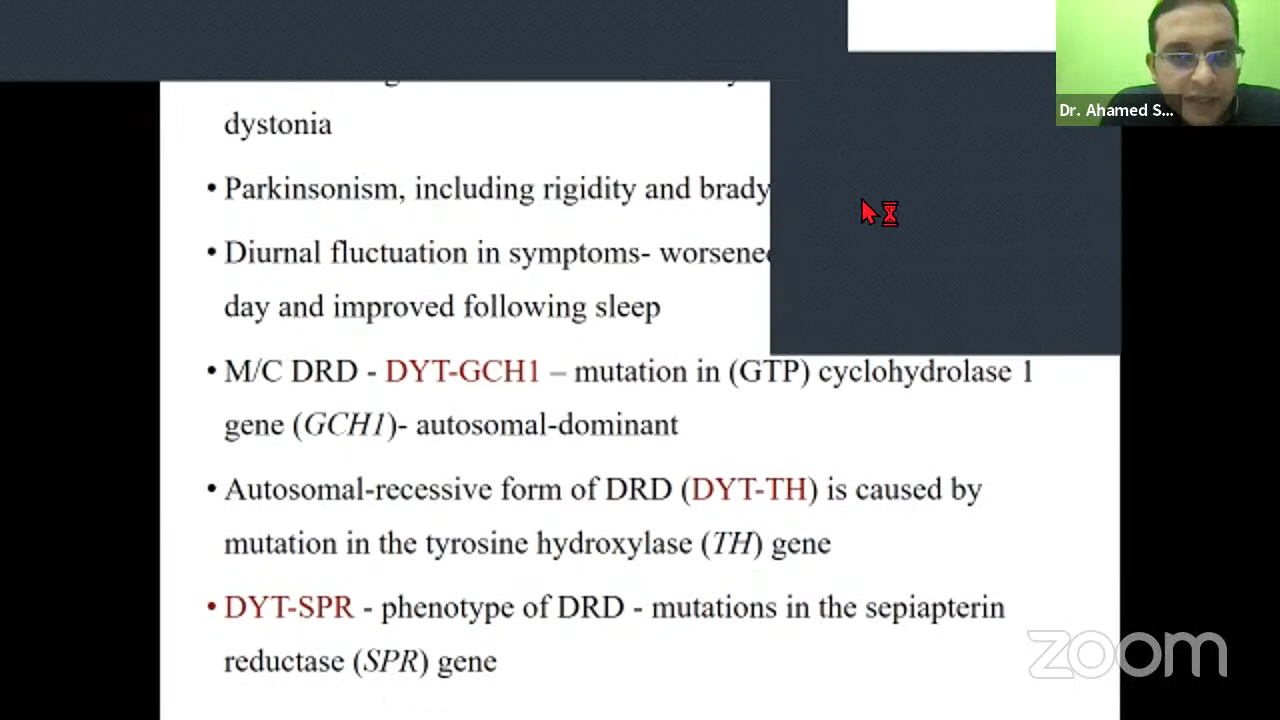 Dr. Ahamed S...
dystonia
• Parkinsonism, including rigidity and brady
• Diurnal fluctuation in symptoms- worsened
day and improved following sleep
• M/C DRD - DYT-GCH1 – mutation in (GTP) cyclohydrolase 1
gene (GCH1)- autosomal-dominant
• Autosomal-recessive form of DRD (DYT-TH) is caused by
mutation in the tyrosine hydroxylase (TH) gene
• DYT-SPR - phenotype of DRD - mutations in the sepiapterin
reductase (SPR) gene
zoom